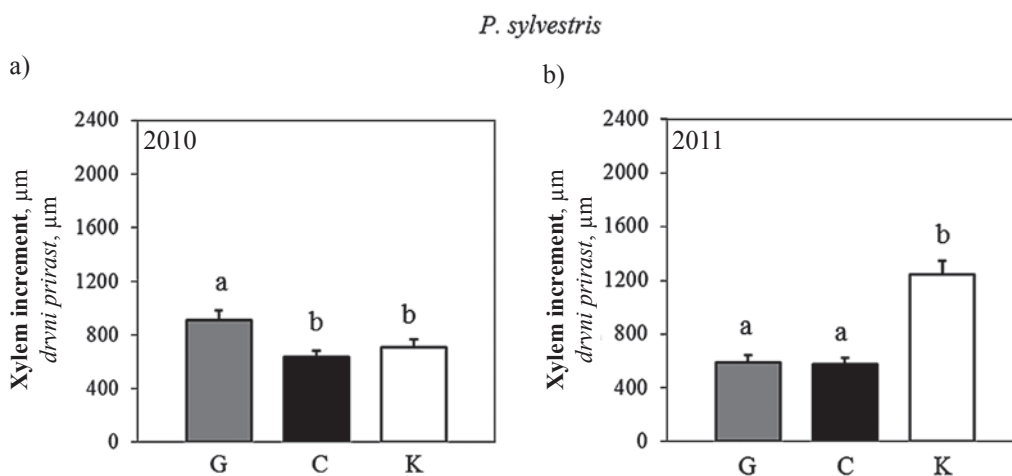 P. sylvestris
a)
Xylem increment, µm
drvni prirast, µm
2400
2000
1600
1200
800
400
0
2010
a
b
b
G C K
b)
Xylem increment, µm
drvni prirast, µm
2400
2000
1600
1200
800
400
0
2011
a
a
b
G C K